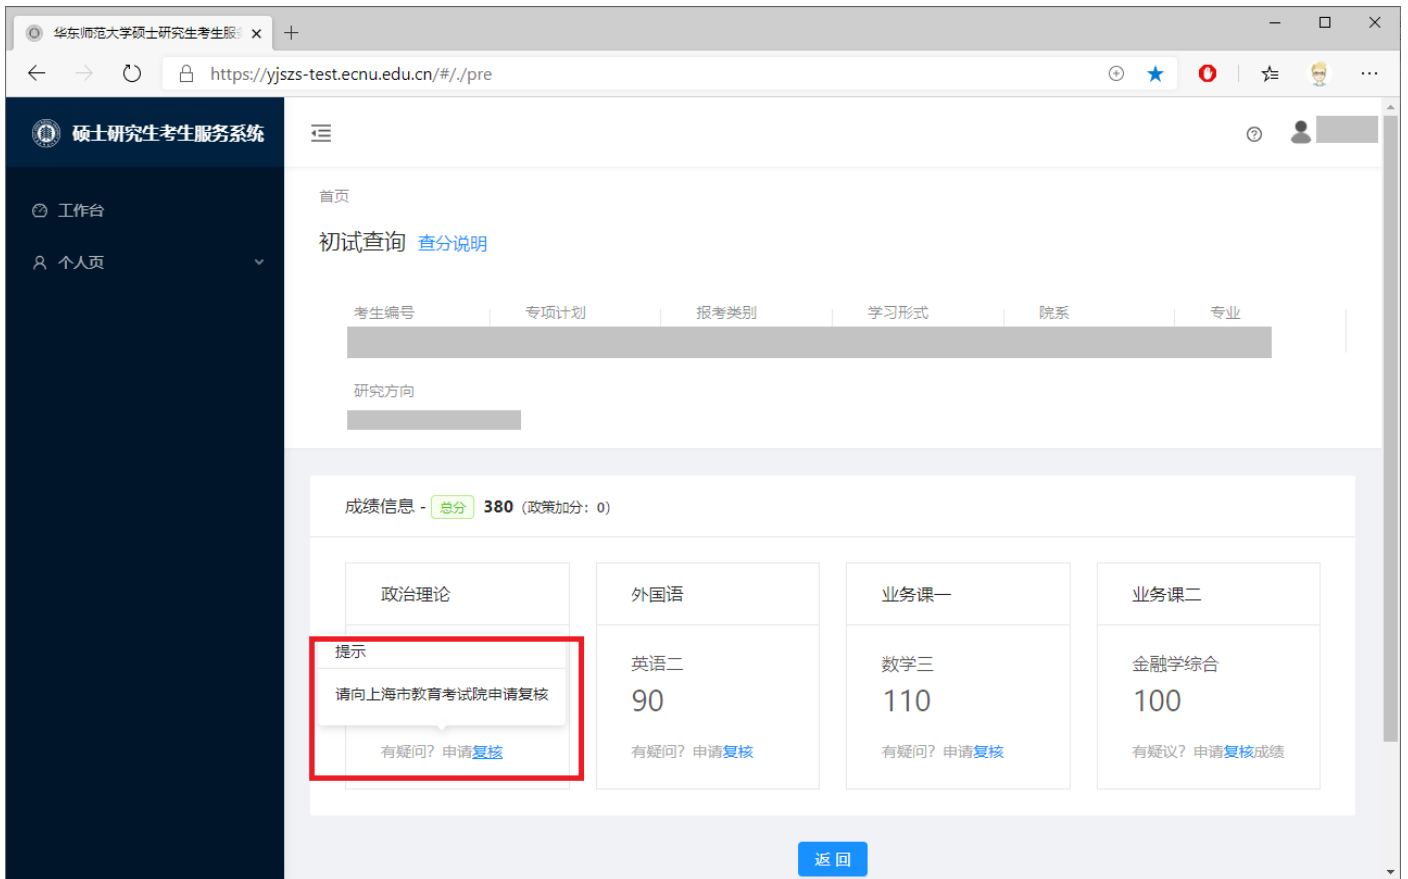 华东师范大学硕士研究生考生服
https://yjszs-test.ecnu.edu.cn/#/./pre
硕士研究生考生服务系统
工作台
个人页
首页
初试查询 查分说明
考生编号 专项计划 报考类别 学习形式 院系 专业
研究方向
成绩信息 - 总分 380 (政策加分：0)
政治理论 外国语 业务课一 业务课二
提示
请向上海市教育考试院申请复核
英语二 数学三 金融学综合
90 110 100
有疑问？申请复核 有疑问？申请复核 有疑问？申请复核 有疑议？申请复核成绩
返 回